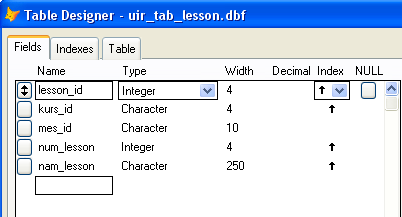 Table Designer - uir_tab_lesson.dbf
Fields Indexes Table
Name Type Width Decimal Index NULL
lesson_id Integer 4
kurs_id Character 4
mes_id Character 10
num_lesson Integer 4
nam_lesson Character 250